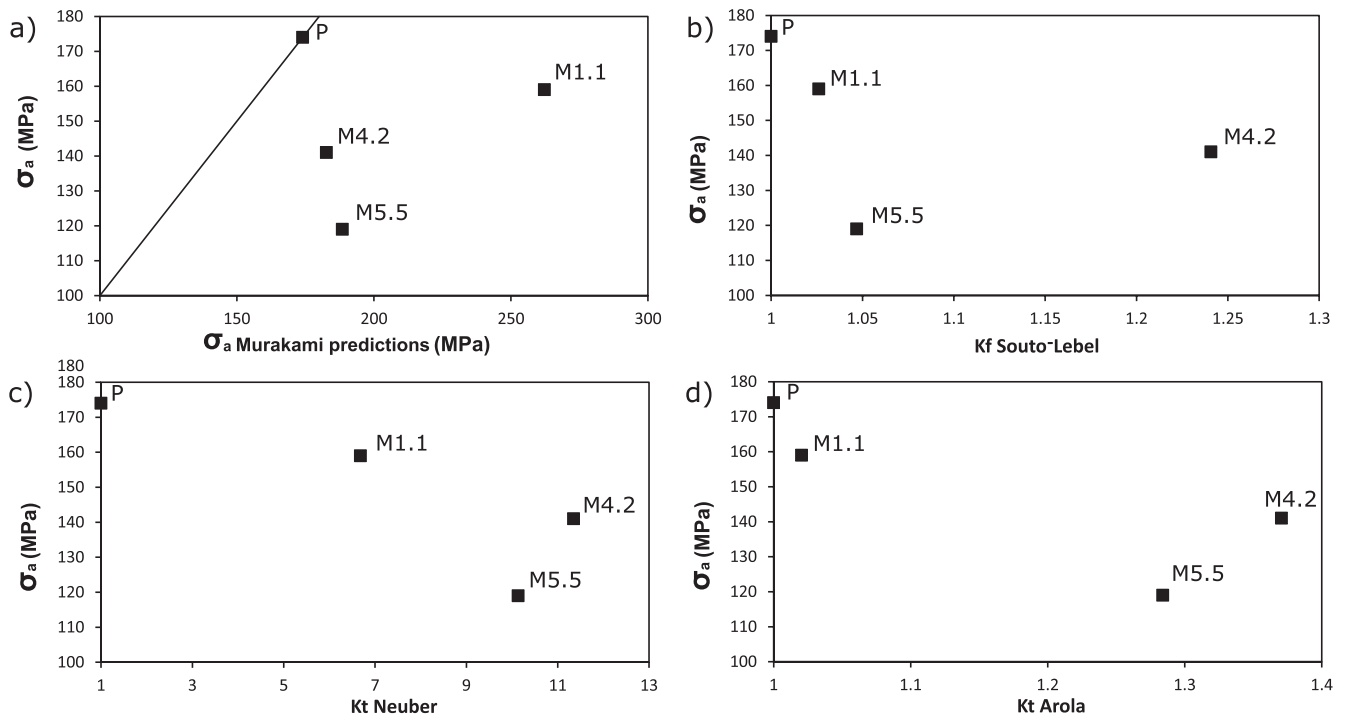 a)
σa (MPa)
180
170
160
150
140
130
120
110
100
P
M1.1
M4.2
M5.5
100 150 200 250 300
σa Murakami predictions (MPa)
b)
σa (MPa)
180
170
160
150
140
130
120
110
100
P
M1.1
M4.2
M5.5
1 1.05 1.1 1.15 1.2 1.25 1.3
Kf Souto-Lebel
c)
σa (MPa)
180
180
170
160
150
140
130
120
110
100
P
M1.1
M4.2
M5.5
1 3 5 7 9 11 13
Kt Neuber
d)
σa (MPa)
180
170
160
150
140
130
120
110
100
P
M1.1
M4.2
M5.5
1 1.1 1.2 1.3 1.4
Kt Arola